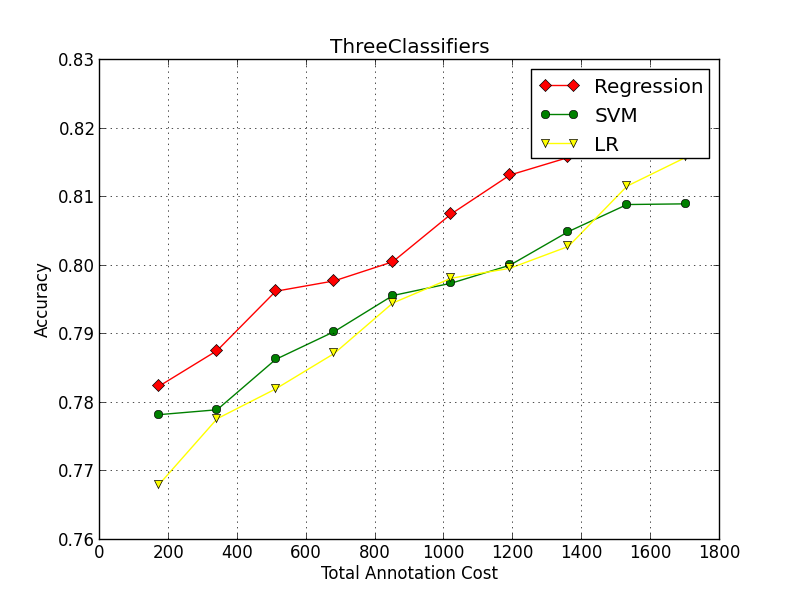 ThreeClassifiers
0.83
0.82
0.81
0.80
0.79
0.78
0.77
0.76
Accuracy
Regression
SVM
LR
0 200 400 600 800 1000 1200 1400 1600 1800
Total Annotation Cost